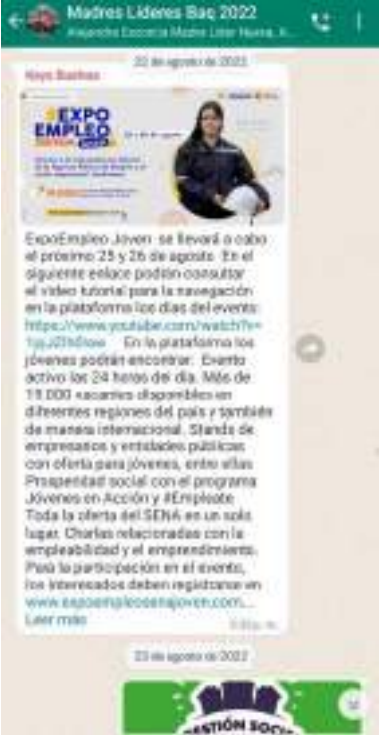 Madres Lideres Baq 2022
22 de agosto de 2022
EXPO
EMPLEO
ExpoEmpleo Joven se llevará a cabo
el próximo 25 y 26 de agosto En el
siguiente enlace podrán consultar
el video tutorial para la navegación
en la plataforma los días del evento:
https://www.youtube.com/watch?v=
En la plataforma los
jóvenes podrán encontrar: Evento
activo las 24 horas del día. Más de
vacantes disponibles en
diferentes regiones del país y también
de manera internacional. Stands de
empresarios y entidades públicas
con oferta para jóvenes, entre ellas
Prosperidad social con el programa
Jóvenes en Acción y #Empleate
Toda la oferta del SENA en un solo
lugar. Charlas relacionadas con la
empleabilidad y el emprendimiento.
Para la participación en el evento,
los interesados deben registrarse en
www.expoempleosenajoven.com...
Leer más
23 de agosto de 2022
GESTIÓN SOCI